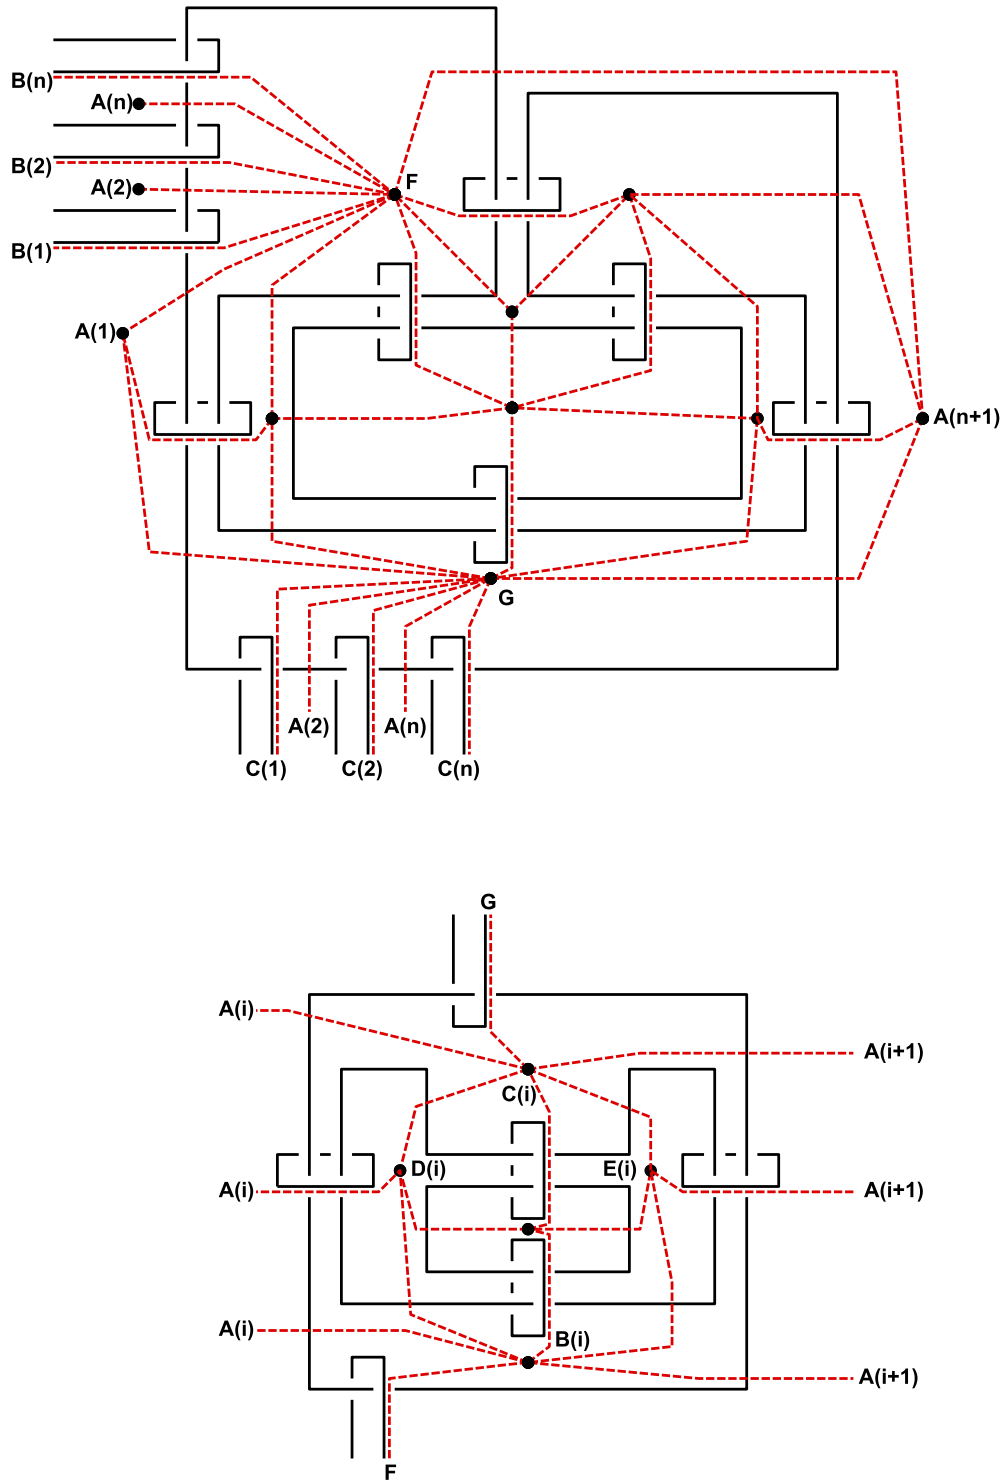 B(n)
A(n)
B(2)
A(2)
B(1)
F
A(1)
A(n+1)
G
A(2)
A(n)
C(1)
C(2)
C(n)
G
A(i)
A(i+1)
C(i)
D(i)
E(i)
A(i)
A(i+1)
A(i)
B(i)
A(i+1)
F